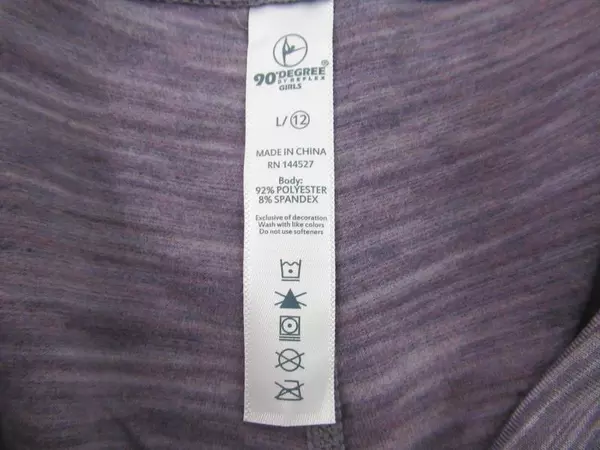 90°DEGREE®
BY REFLEX
GIRLS
L/12
MADE IN CHINA
RN 144527
Body:
92% POLYESTER
8% SPANDEX
Exclusive of decoration
Wash with like colors
Do not use softeners